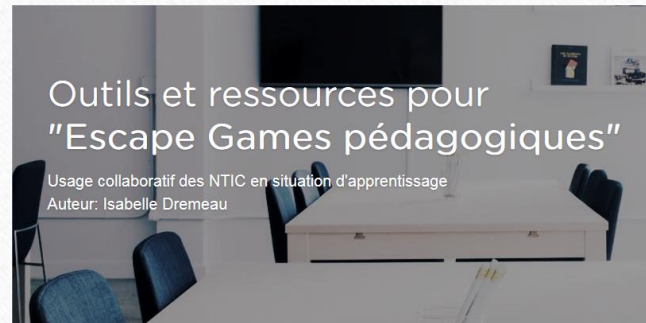 Outils et ressources pour
"Escape Games pédagogiques"
Usage collaboratif des NTIC en situation d'apprentissage
Auteur: Isabelle Dremeau